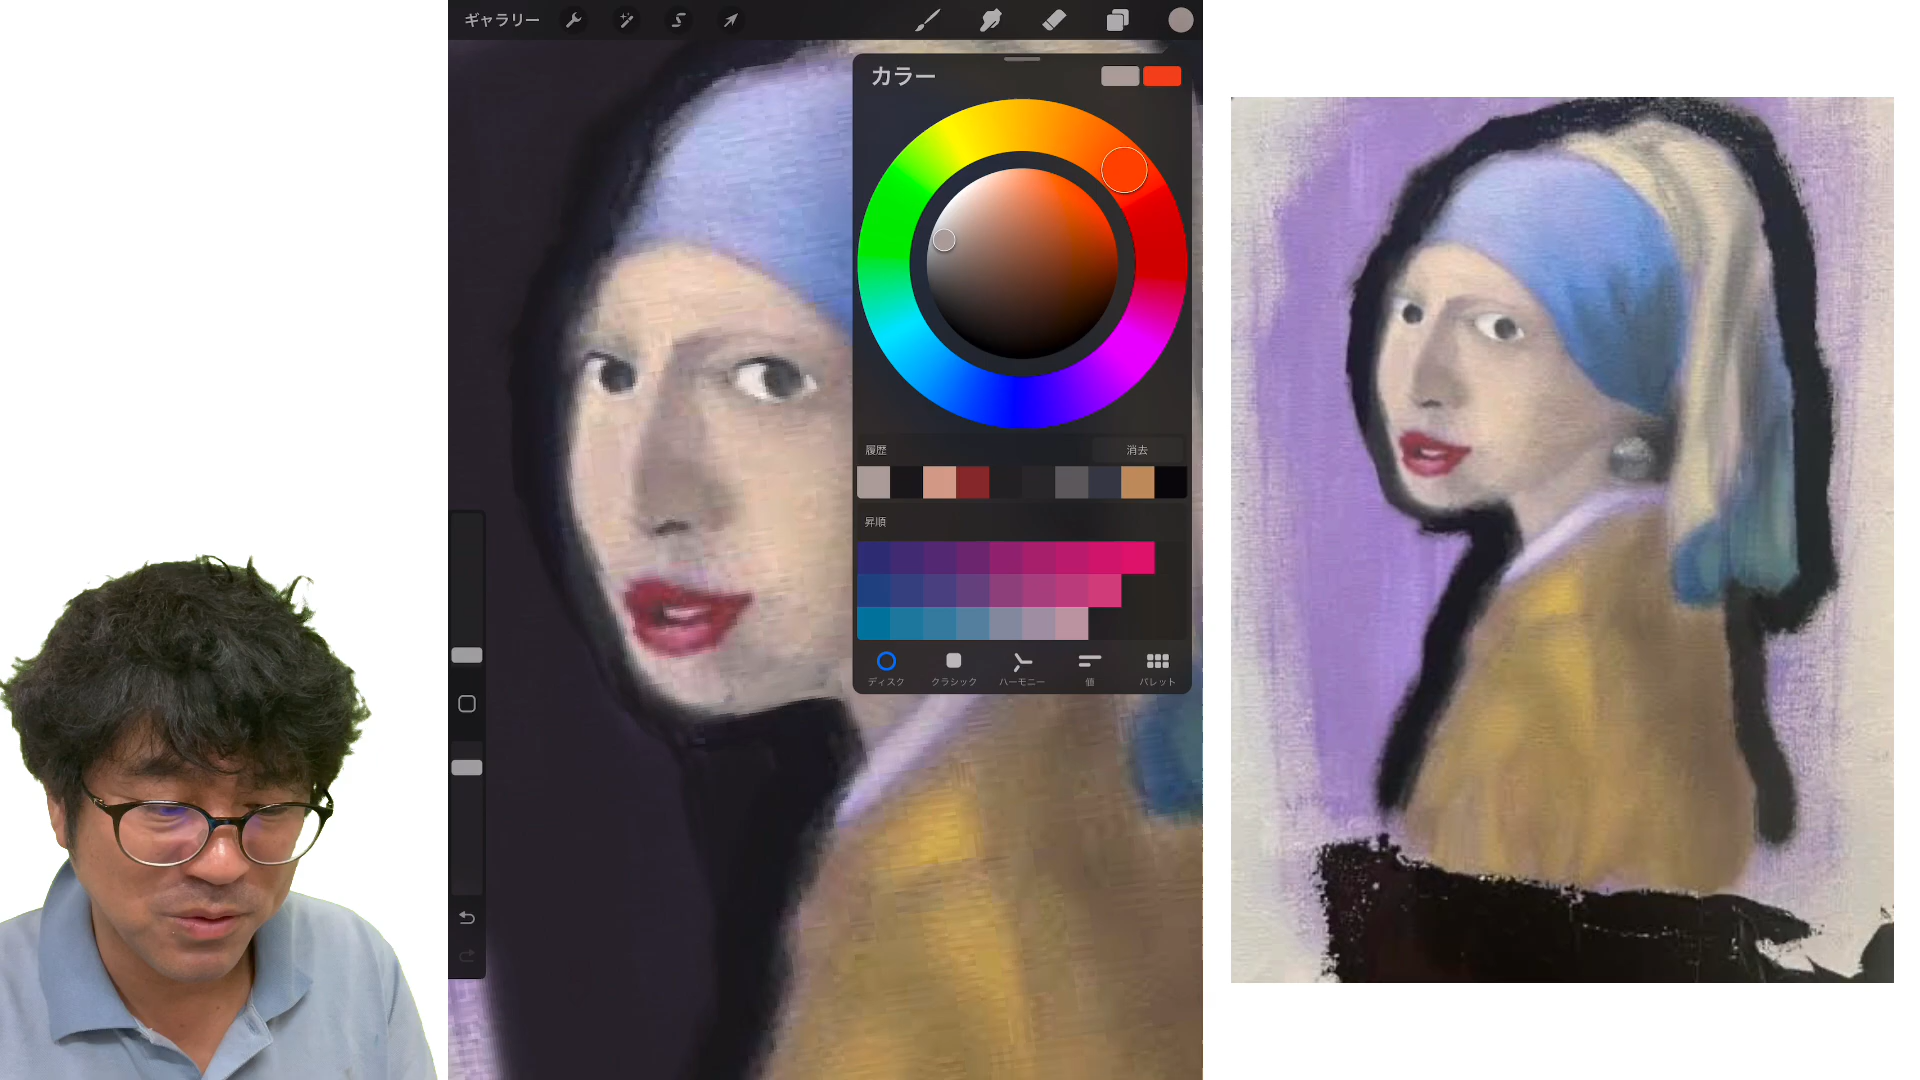 ギャラリー
カラー
履歴
消去
昇順
ディスク
クラシック
ハーモニー
値
パレット